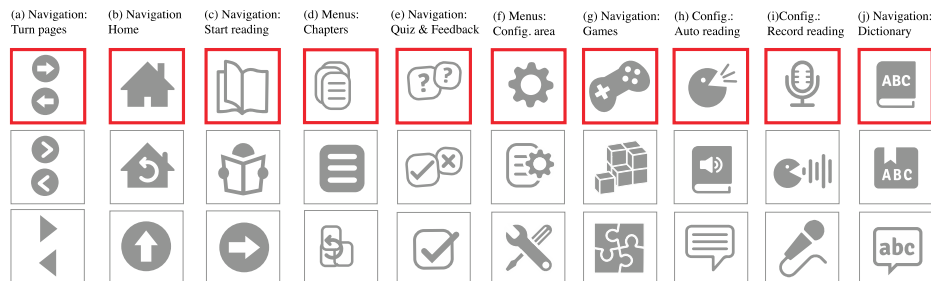 (a) Navigation:
Turn pages
(b) Navigation
Home
(c) Navigation:
Start reading
(d) Menus:
Chapters
(e) Navigation:
Quiz & Feedback
(f) Menus:
Config. area
(g) Navigation:
Games
(h) Config.:
Auto reading
(i)Config.:
Record reading
(j) Navigation:
Dictionary
? ?
ABC
ABC
abc